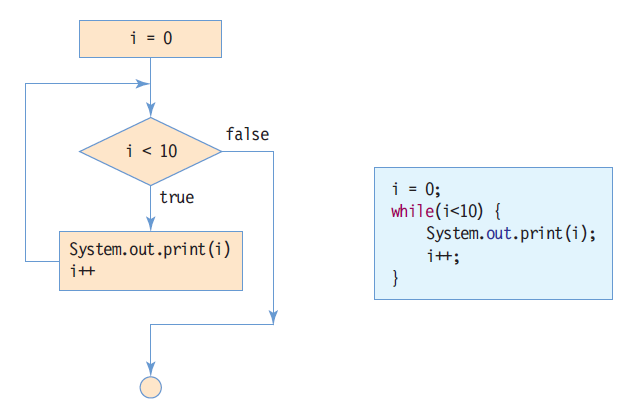 i = 0
i < 10
false
true
System.out.print(i)
i++
i = 0;
while(i<10) {
    System.out.print(i);
    i++;
}